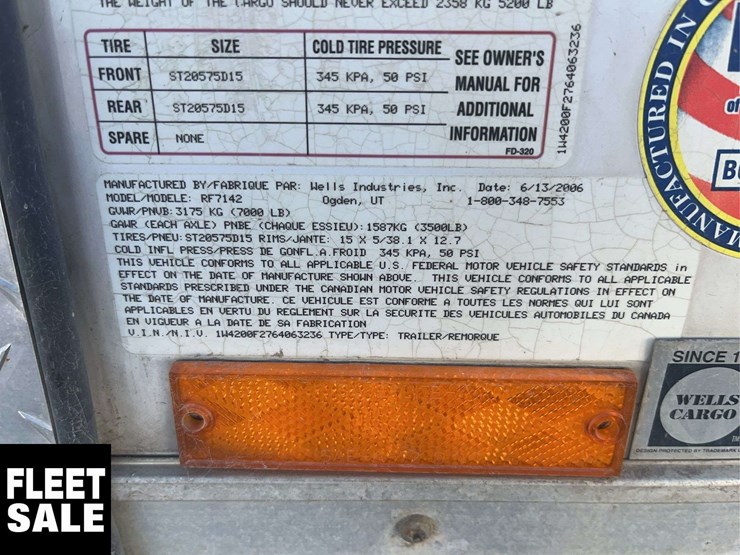 THE WEIGHT OF THE CARGO SHOULD NEVER EXCEED 2358 KG 5200 LB
TIRE SIZE COLD TIRE PRESSURE
FRONT ST20575D15 345 KPA, 50 PSI
REAR ST20575D15 345 KPA, 50 PSI
SPARE NONE
SEE OWNER'S
MANUAL FOR
ADDITIONAL
INFORMATION
FD-320
1W4200F2764063236
MANUFACTURED BY/FABRIQUE PAR: Wells Industries, Inc. Date: 6/13/2006
MODEL/MODELE: RF7142 Ogden, UT 1-800-348-7553
GVWR/PNVB: 3175 KG (7000 LB)
GAWR (EACH AXLE) PNBE (CHAQUE ESSIEU): 1587KG (3500LB)
TIRES/PNEU: ST20575D15 RIMS/JANTE: 15 X 5/38.1 X 12.7
COLD INFL PRESS/PRESS DE GONFL.A.FROID 345 KPA, 50 PSI
THIS VEHICLE CONFORMS TO ALL APPLICABLE U.S. FEDERAL MOTOR VEHICLE SAFETY STANDARDS in
EFFECT ON THE DATE OF MANUFACTURE SHOWN ABOVE.. THIS VEHICLE CONFORMS TO ALL APPLICABLE
STANDARDS PRESCRIBED UNDER THE CANADIAN MOTOR VEHICLE SAFETY REGULATIONS IN EFFECT ON
THE DATE OF MANUFACTURE. CE VEHICULE EST CONFORME A TOUTES LES NORMES QUI LUI SONT
APPLICABLES EN VERTU DU REGLEMENT SUR LA SECURITE DES VEHICULES AUTOMOBILES DU CANADA
EN VIGUEUR A LA DATE DE SA FABRICATION
V.I.N./N.I.V. 1W4200F2764063236 TYPE/TYPE: TRAILER/REMORQUE
MANUFACTURED IN
of
MANUFACTURING
SINCE 1
WELLS
CARGO
TM
DESIGN PROTECTED BY TRADEMARK
FLEET
SALE